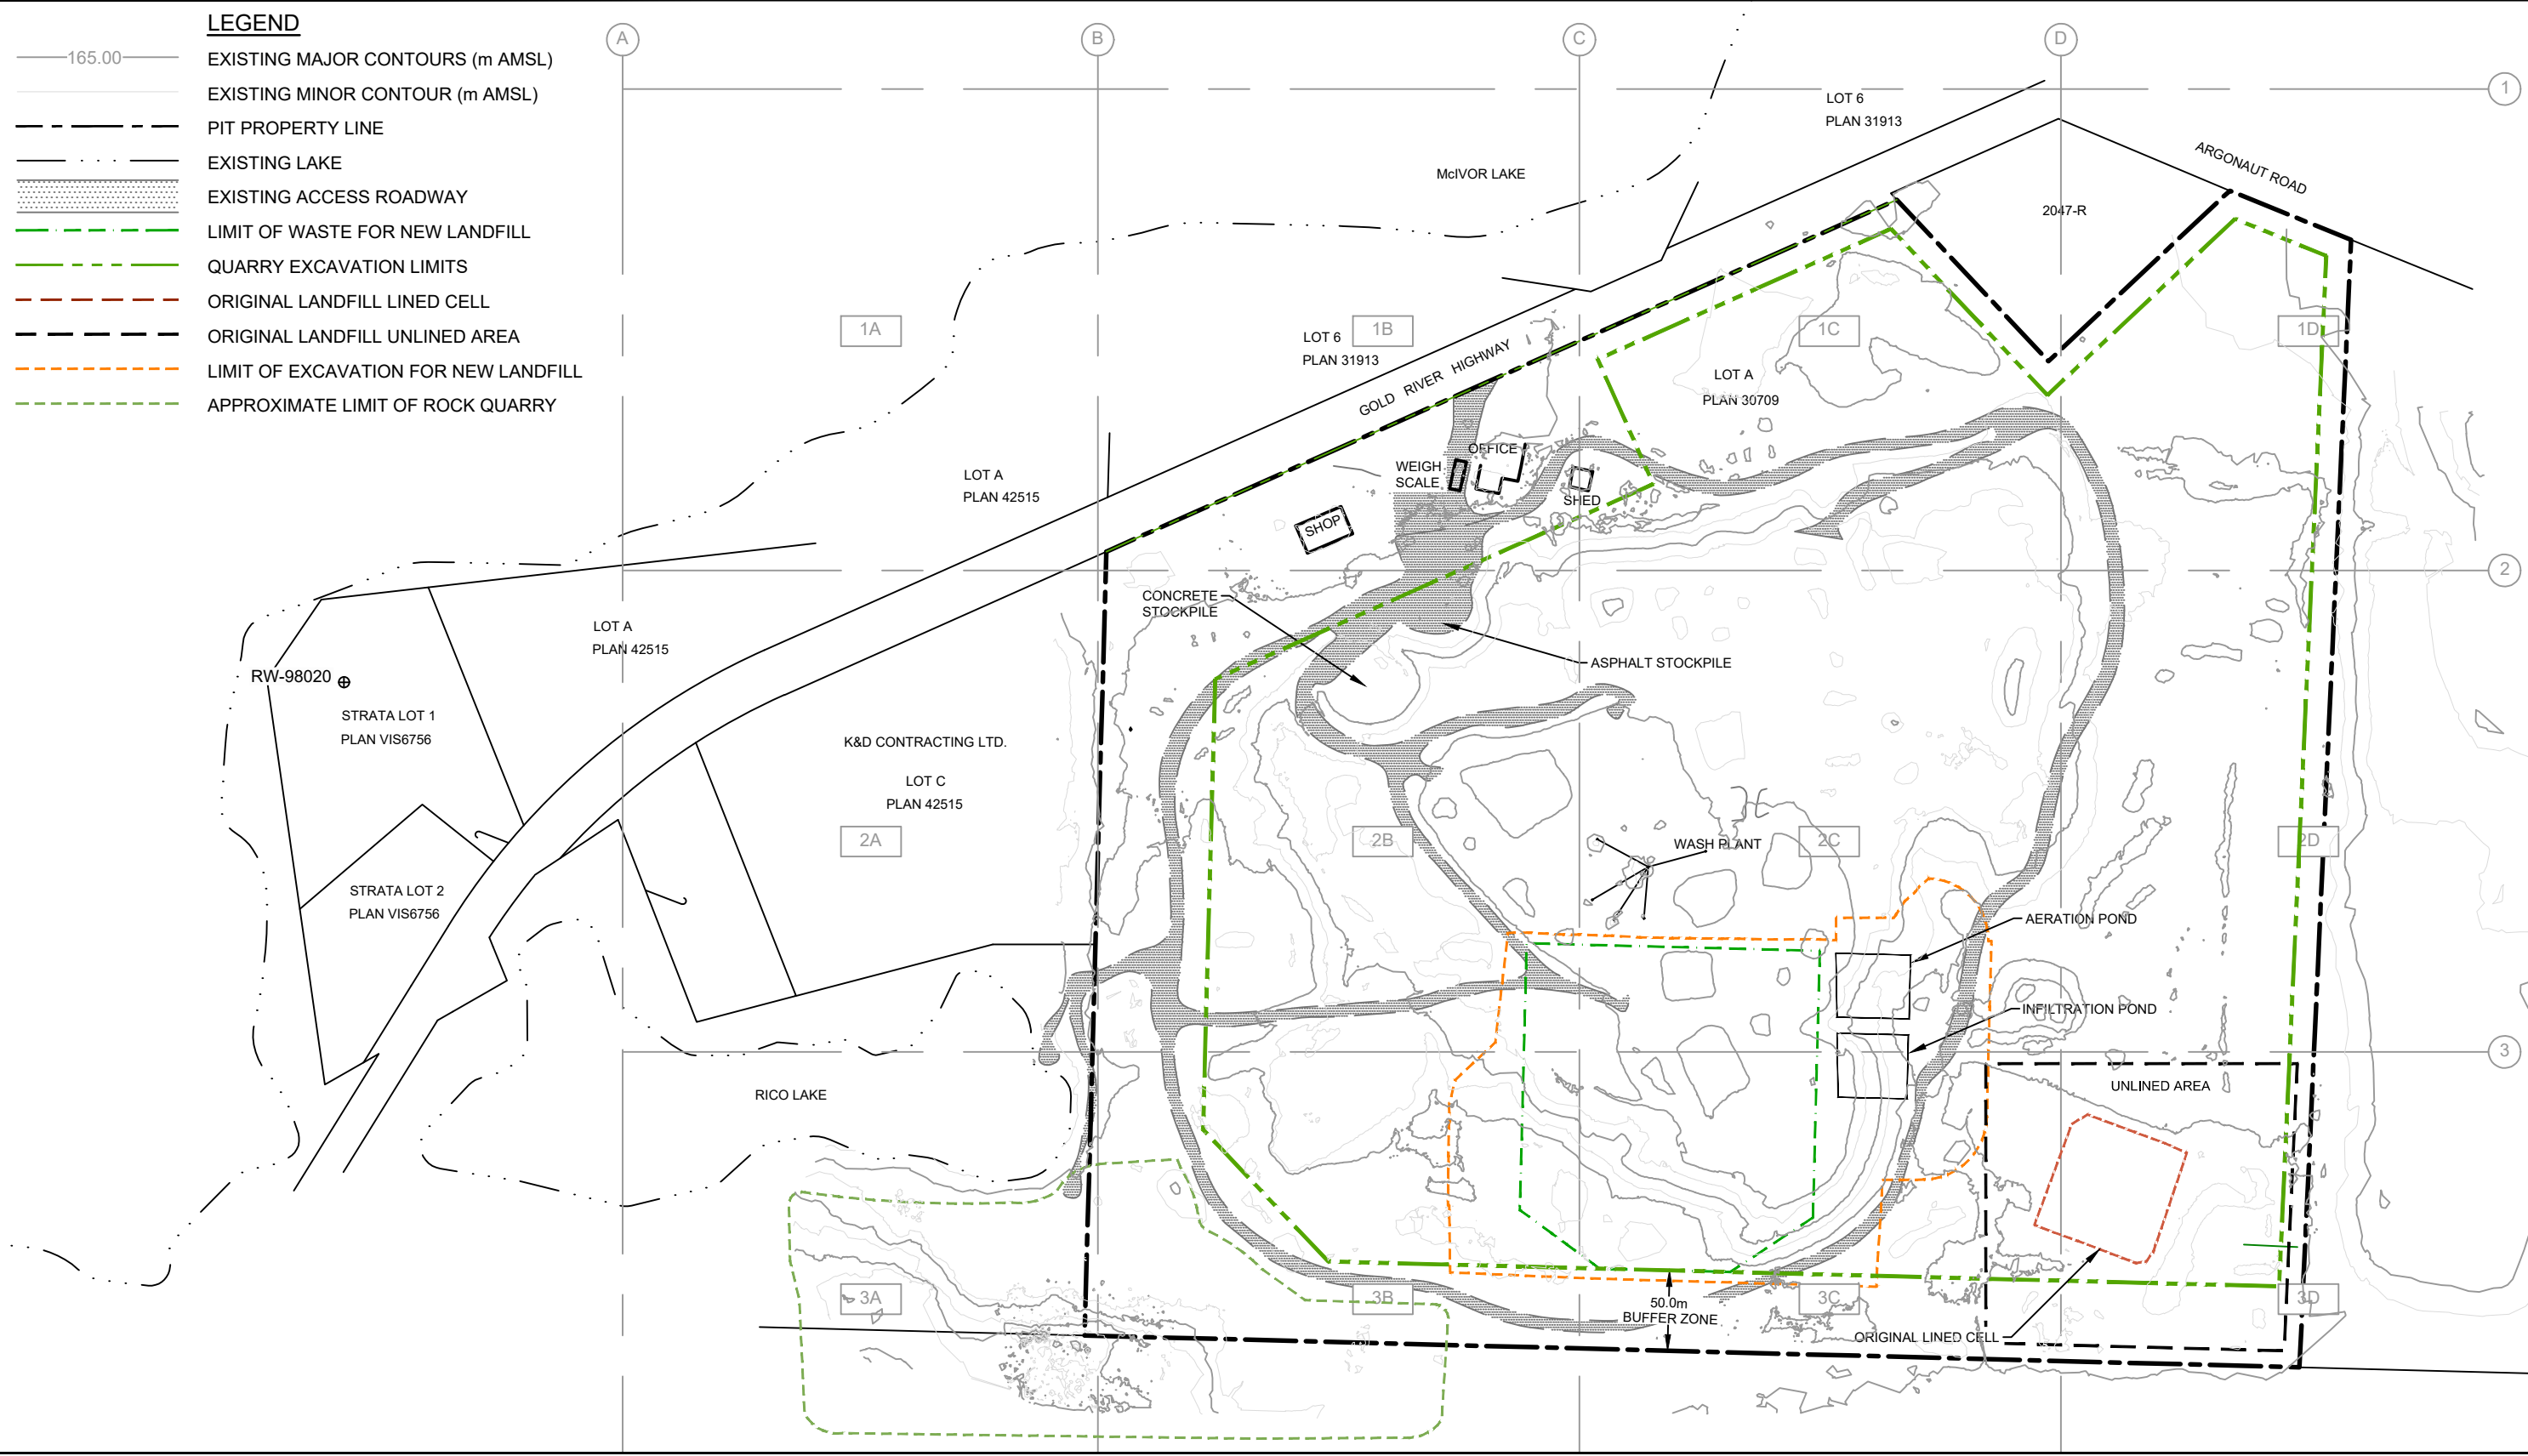 LEGEND
165.00
EXISTING MAJOR CONTOURS (m AMSL)
EXISTING MINOR CONTOUR (m AMSL)
PIT PROPERTY LINE
EXISTING LAKE
EXISTING ACCESS ROADWAY
LIMIT OF WASTE FOR NEW LANDFILL
QUARRY EXCAVATION LIMITS
ORIGINAL LANDFILL LINED CELL
ORIGINAL LANDFILL UNLINED AREA
LIMIT OF EXCAVATION FOR NEW LANDFILL
APPROXIMATE LIMIT OF ROCK QUARRY
A
B
C
D
1
LOT 6
PLAN 31913
ARGONAUT ROAD
McIVOR LAKE
2047-R
1A
1B
1C
1D
LOT 6
PLAN 31913
GOLD RIVER HIGHWAY
LOT A
PLAN 30709
OFFICE
WEIGH
SCALE
SHED
SHOP
LOT A
PLAN 42515
2
CONCRETE
STOCKPILE
LOT A
PLAN 42515
ASPHALT STOCKPILE
RW-98020
STRATA LOT 1
PLAN VIS6756
K&D CONTRACTING LTD.
LOT C
PLAN 42515
2A
2B
WASH PLANT
2C
2D
STRATA LOT 2
PLAN VIS6756
AERATION POND
INFILTRATION POND
3
UNLINED AREA
RICO LAKE
3A
3B
50.0m
BUFFER ZONE
3C
3D
ORIGINAL LINED CELL